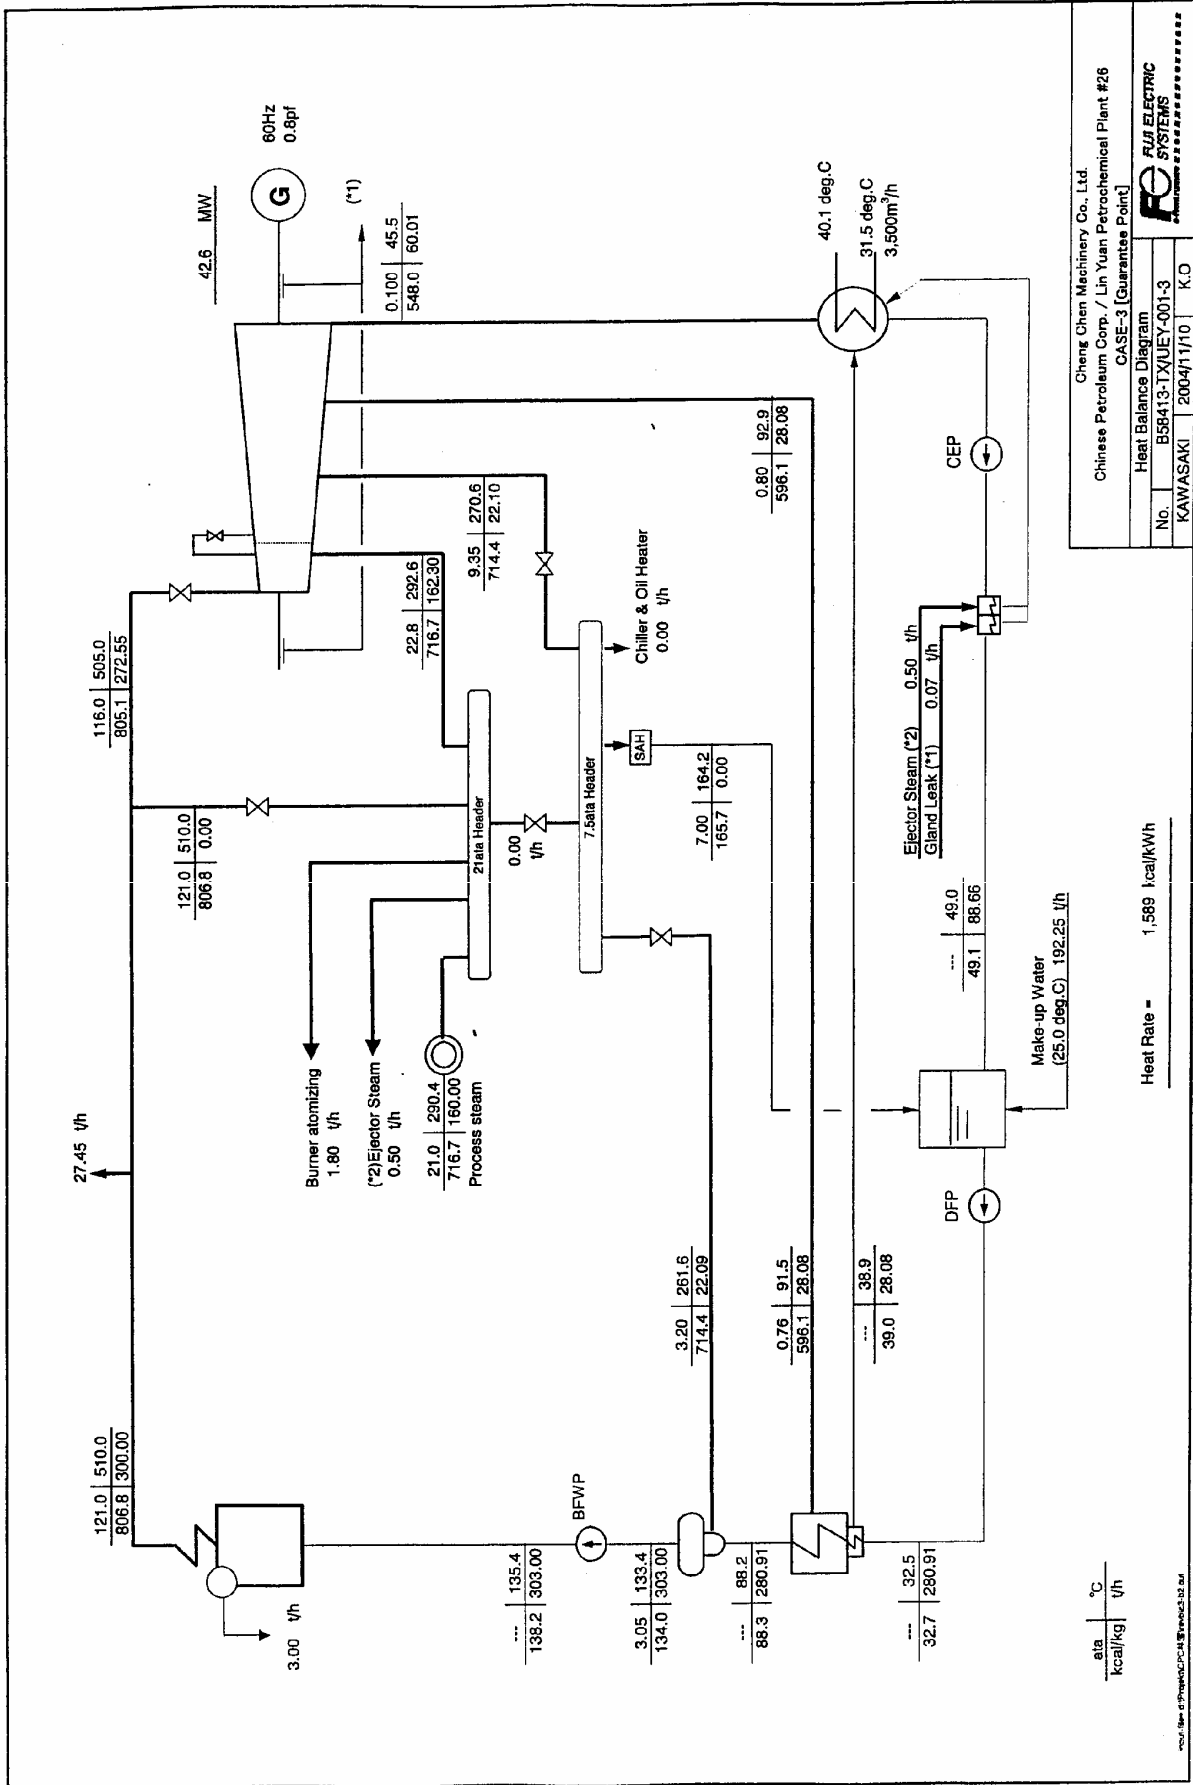 27.45 t/h
121.0 510.0
806.8 300.00
3.00 t/h
121.0 510.0
806.8 0.00
116.0 505.0
805.1 272.55
42.6 MW
G
60Hz
0.8pf
(*1)
0.100 45.5
548.0 60.01
22.8 292.6
716.7 162.30
9.35 270.6
714.4 22.10
Burner atomizing
1.80 t/h
(*2)Ejector Steam
0.50 t/h
21.0 290.4
716.7 160.00
Process steam
21ata Header
0.00
t/h
7.5ata Header
SAH
Chiller & Oil Heater
0.00 t/h
7.00 164.2
165.7 0.00
0.80 92.9
596.1 28.08
40.1 deg.C
31.5 deg.C
3,500m³/h
--- 135.4
138.2 303.00
BFWP
3.05 133.4
134.0 303.00
3.20 261.6
714.4 22.09
--- 88.2
88.3 280.91
0.76 91.5
596.1 28.08
--- 38.9
39.0 28.08
--- 32.5
32.7 280.91
DFP
--- 49.0
49.1 88.66
Ejector Steam (*2) 0.50 t/h
Gland Leak (*1) 0.07 t/h
CEP
Make-up Water
(25.0 deg.C) 192.25 t/h
ata °C
kcal/kg t/h
Heat Rate = 1,589 kcal/kWh
Cheng Chen Machinery Co., Ltd.
Chinese Petroleum Corp. / Lin Yuan Petrochemical Plant #26
CASE-3 [Guarantee Point]
Heat Balance Diagram
No. B58413-TX/UEY-001-3
KAWASAKI 2004/11/10 K.O
FUJI ELECTRIC
SYSTEMS